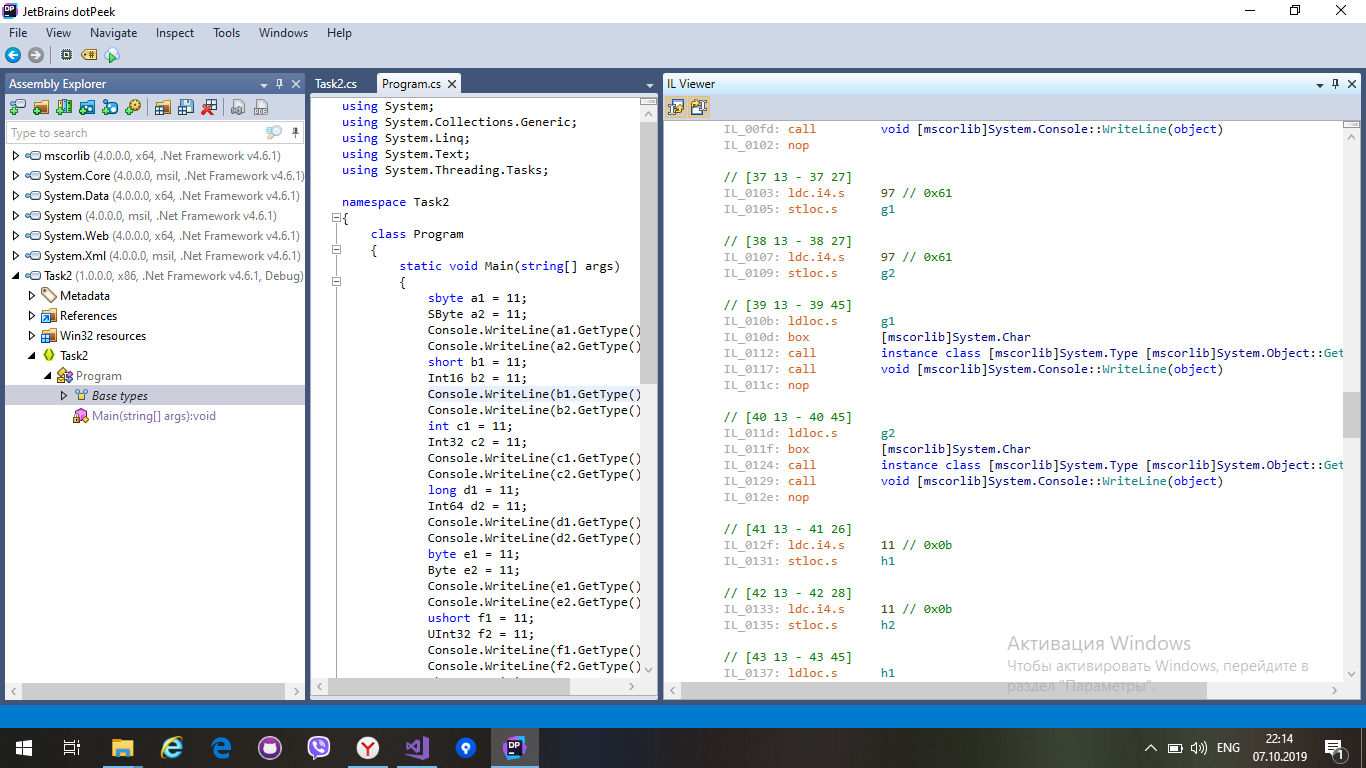 JetBrains dotPeek
File View Navigate Inspect Tools Windows Help
Assembly Explorer
Type to search
mscorlib (4.0.0.0, x64, .Net Framework v4.6.1)
System.Core (4.0.0.0, msil, .Net Framework v4.6.1)
System.Data (4.0.0.0, x64, .Net Framework v4.6.1)
System (4.0.0.0, msil, .Net Framework v4.6.1)
System.Web (4.0.0.0, x64, .Net Framework v4.6.1)
System.Xml (4.0.0.0, msil, .Net Framework v4.6.1)
Task2 (1.0.0.0, x86, .Net Framework v4.6.1, Debug)
Metadata
References
Win32 resources
Task2
Program
Base types
Main(string[] args):void
Task2.cs Program.cs
using System;
using System.Collections.Generic;
using System.Linq;
using System.Text;
using System.Threading.Tasks;
namespace Task2
{
class Program
{
static void Main(string[] args)
{
sbyte a1 = 11;
SByte a2 = 11;
Console.WriteLine(a1.GetType()
Console.WriteLine(a2.GetType()
short b1 = 11;
Int16 b2 = 11;
Console.WriteLine(b1.GetType()
Console.WriteLine(b2.GetType()
int c1 = 11;
Int32 c2 = 11;
Console.WriteLine(c1.GetType()
Console.WriteLine(c2.GetType()
long d1 = 11;
Int64 d2 = 11;
Console.WriteLine(d1.GetType()
Console.WriteLine(d2.GetType()
byte e1 = 11;
Byte e2 = 11;
Console.WriteLine(e1.GetType()
Console.WriteLine(e2.GetType()
ushort f1 = 11;
UInt32 f2 = 11;
Console.WriteLine(f1.GetType()
Console.WriteLine(f2.GetType()
IL Viewer
IL_00fd: call void [mscorlib]System.Console::WriteLine(object)
IL_0102: nop
// [37 13 - 37 27]
IL_0103: ldc.i4.s 97 // 0x61
IL_0105: stloc.s g1
// [38 13 - 38 27]
IL_0107: ldc.i4.s 97 // 0x61
IL_0109: stloc.s g2
// [39 13 - 39 45]
IL_010b: ldloc.s g1
IL_010d: box [mscorlib]System.Char
IL_0112: call instance class [mscorlib]System.Type [mscorlib]System.Object::Get
IL_0117: call void [mscorlib]System.Console::WriteLine(object)
IL_011c: nop
// [40 13 - 40 45]
IL_011d: ldloc.s g2
IL_011f: box [mscorlib]System.Char
IL_0124: call instance class [mscorlib]System.Type [mscorlib]System.Object::Get
IL_0129: call void [mscorlib]System.Console::WriteLine(object)
IL_012e: nop
// [41 13 - 41 26]
IL_012f: ldc.i4.s 11 // 0x0b
IL_0131: stloc.s h1
// [42 13 - 42 28]
IL_0133: ldc.i4.s 11 // 0x0b
IL_0135: stloc.s h2
// [43 13 - 43 45]
IL_0137: ldloc.s h1
Активация Windows
Чтобы активировать Windows, перейдите в
раздел "Параметры".
DP
ENG
22:14
07.10.2019
1